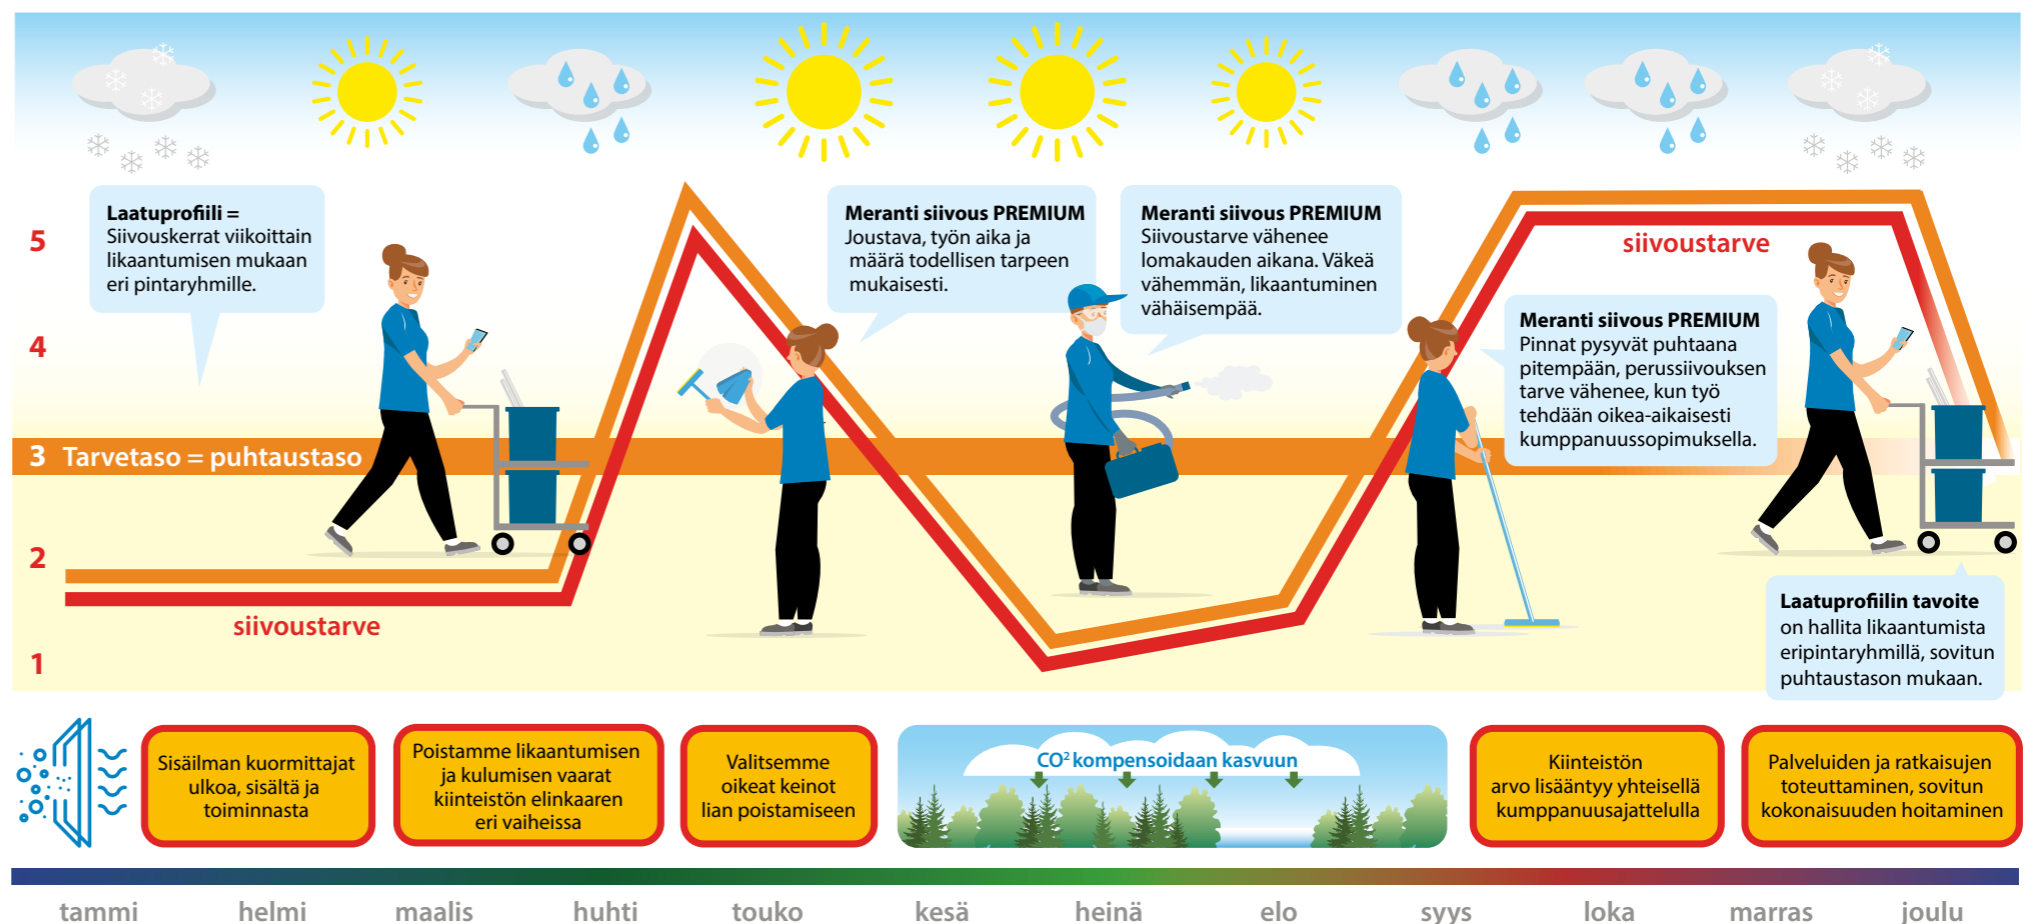 Laatuprofiili =
Siivouskerrat viikoittain
likaantumisen mukaan
eri pintaryhmille.
Meranti siivous PREMIUM
Joustava, työn aika ja
määrä todellisen tarpeen
mukaisesti.
Meranti siivous PREMIUM
Siivoustarve vähenee
lomakauden aikana. Väkeä
vähemmän, likaantuminen
vähäisempää.
siivoustarve
Meranti siivous PREMIUM
Pinnat pysyvät puhtaana
pitempään, perussiivouksen
tarve vähenee, kun työ
tehdään oikea-aikaisesti
kumppanuussopimuksella.
5
4
3 Tarvetaso = puhtaustaso
2
siivoustarve
1
Laatuprofiilin tavoite
on hallita likaantumista
eripintaryhmillä, sovitun
puhtaustason mukaan.
Sisäilman kuormittajat
ulkoa, sisältä ja
toiminnasta
Poistamme likaantumisen
ja kulumisen vaarat
kiinteistön elinkaaren
eri vaiheissa
Valitsemme
oikeat keinot
lian poistamiseen
CO² kompensoidaan kasvuun
Kiinteistön
arvo lisääntyy yhteisellä
kumppanuusajattelulla
Palveluiden ja ratkaisujen
toteuttaminen, sovitun
kokonaisuuden hoitaminen
tammi helmi maalis huhti touko kesä heinä elo syys loka marras joulu